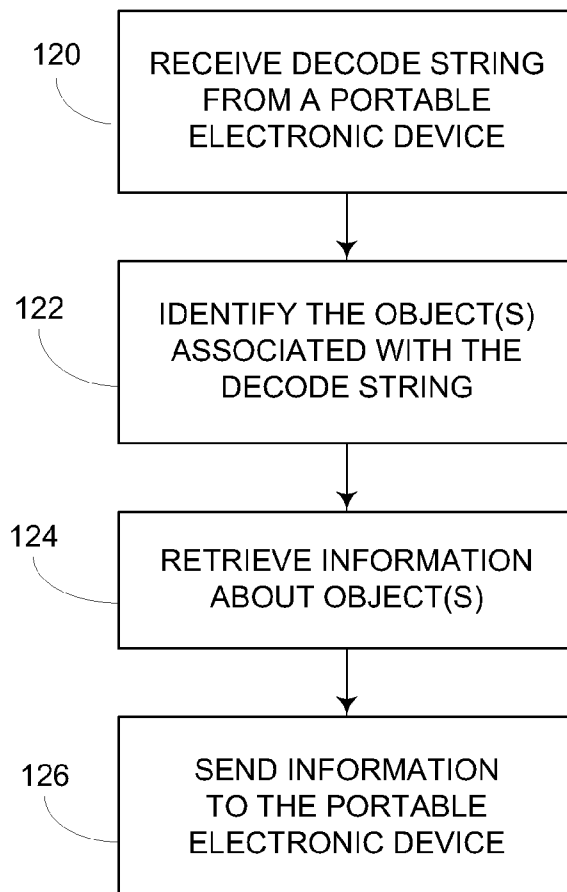 120
RECEIVE DECODE STRING
FROM A PORTABLE
ELECTRONIC DEVICE
122
IDENTIFY THE OBJECT(S)
ASSOCIATED WITH THE
DECODE STRING
124
RETRIEVE INFORMATION
ABOUT OBJECT(S)
126
SEND INFORMATION
TO THE PORTABLE
ELECTRONIC DEVICE